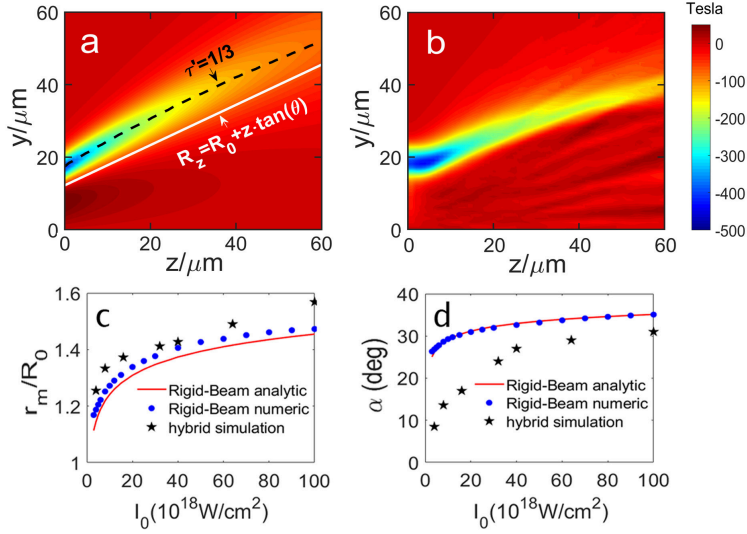 Tesla
a
τ'=1/3
R_z=R_0+z·tan(θ)
y/μm
60
40
20
0
0
20
40
60
z/μm
b
y/μm
60
40
20
0
0
20
40
60
z/μm
0
-100
-200
-300
-400
-500
c
r_m/R_0
1.6
1.4
1.2
1
Rigid-Beam analytic
Rigid-Beam numeric
hybrid simulation
0
20
40
60
80
100
I_0(10^18W/cm^2)
d
α (deg)
40
30
20
10
0
Rigid-Beam analytic
Rigid-Beam numeric
hybrid simulation
0
20
40
60
80
100
I_0(10^18W/cm^2)